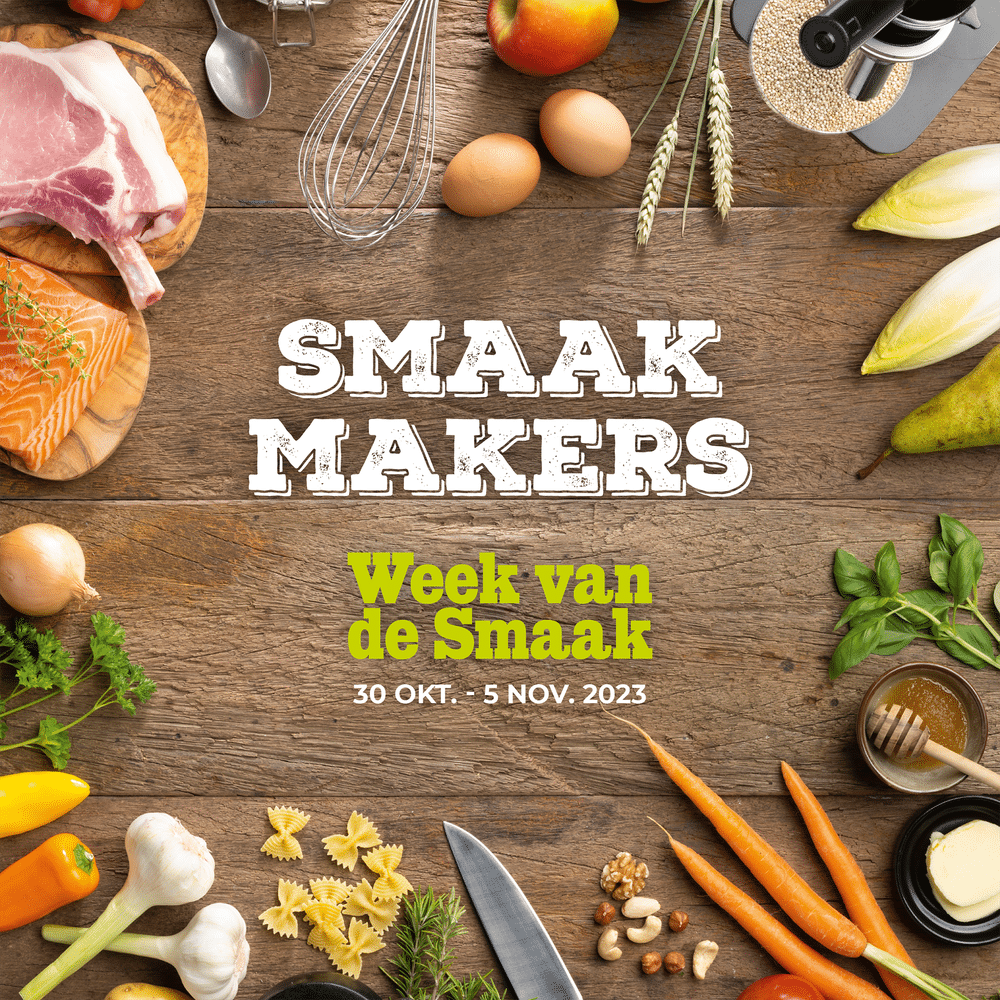 SMAAK
MAKERS
Week van
de Smaak
30 OKT. - 5 NOV. 2023